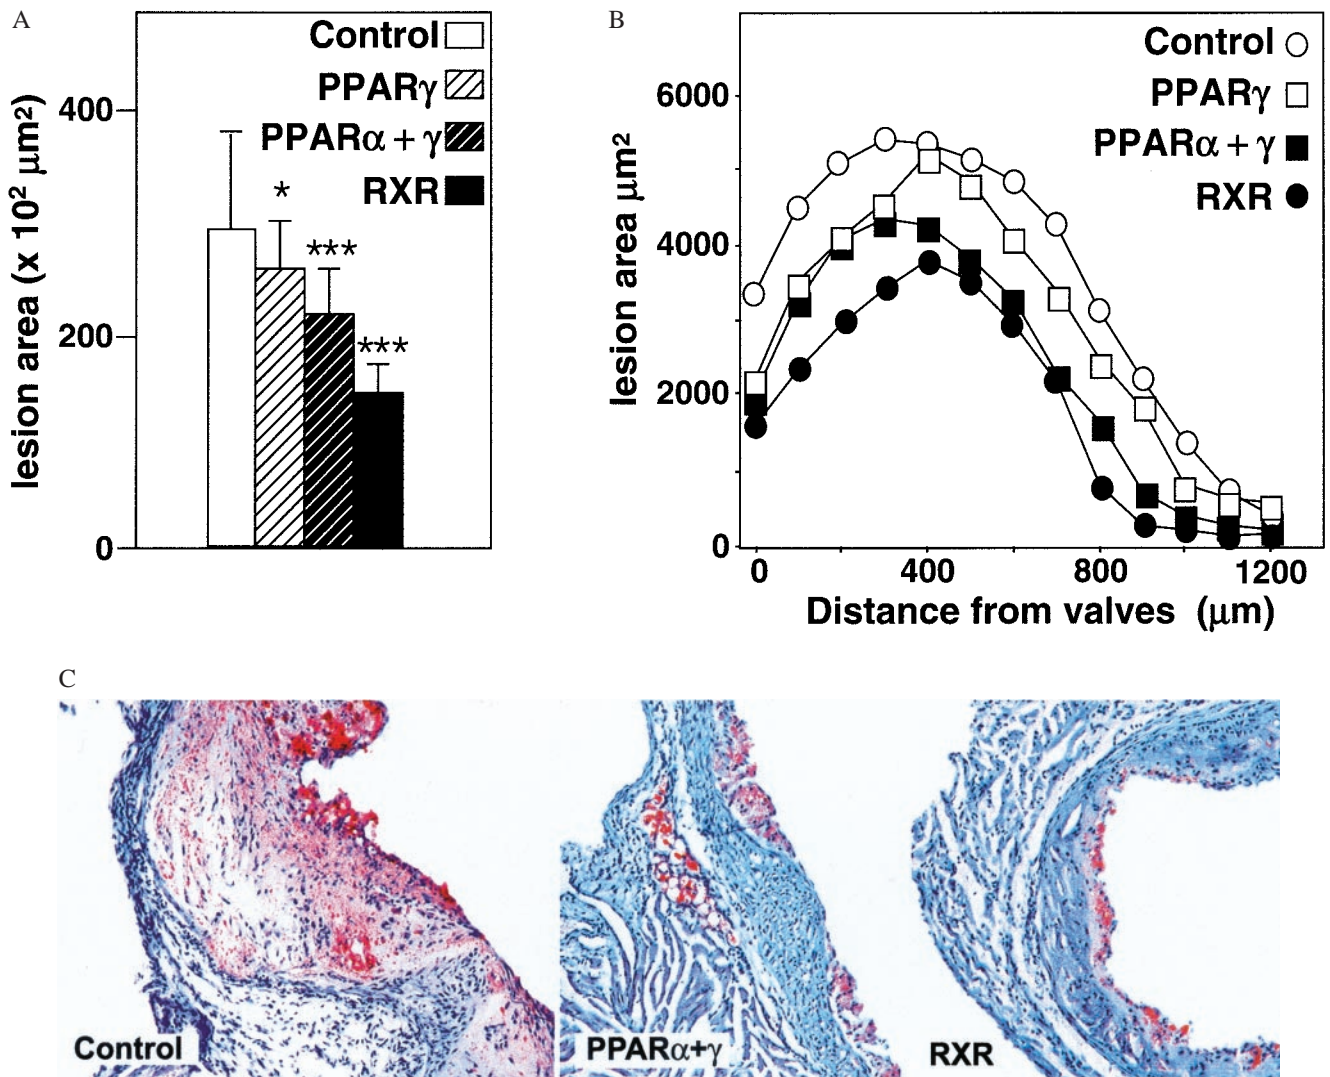 A
lesion area (x 10² μm²)
400
200
0
Control
PPARγ
PPARα + γ
RXR
*
***
***
B
lesion area μm²
6000
4000
2000
0
Control
PPARγ
PPARα + γ
RXR
0 400 800 1200
Distance from valves (μm)
C
Control
PPARα+γ
RXR